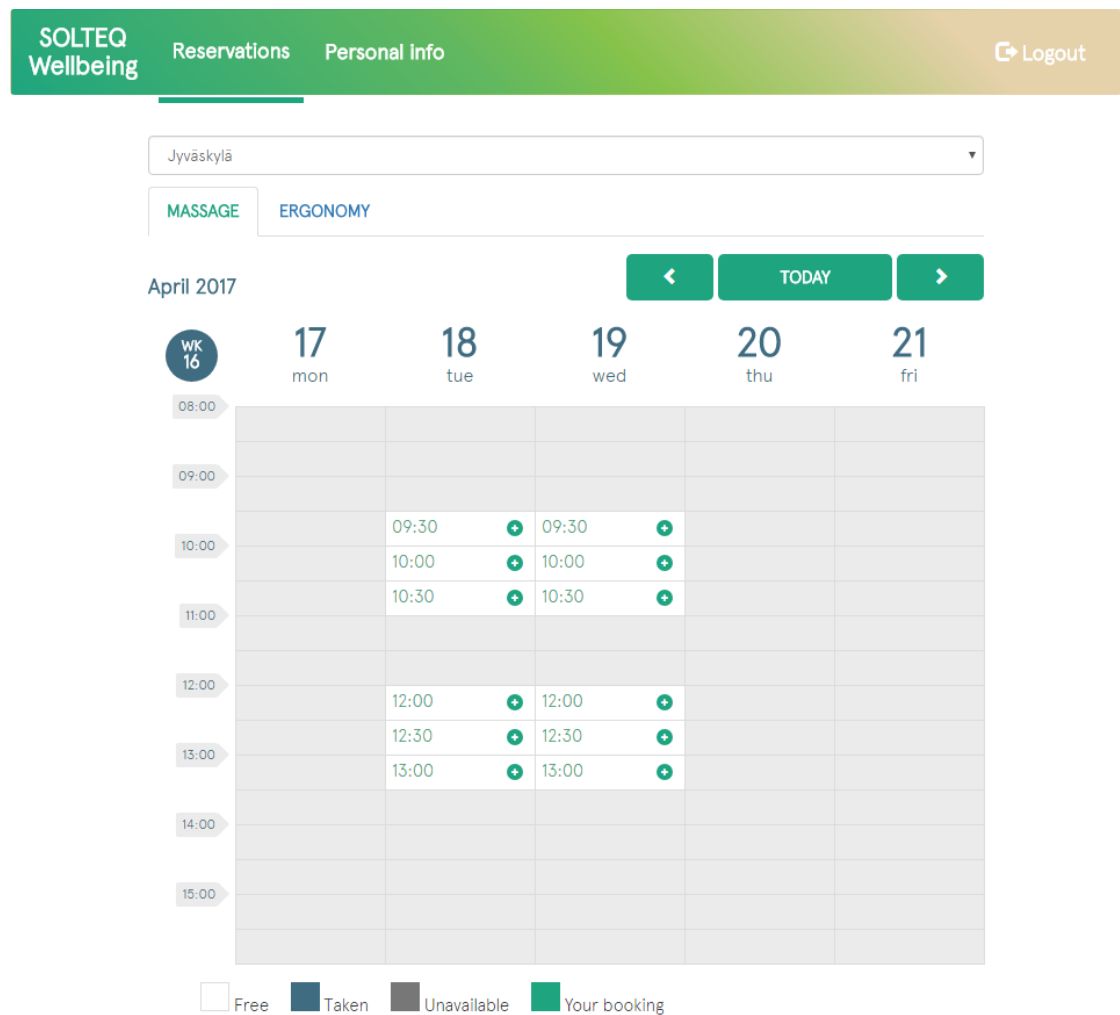 SOLTEQ
Wellbeing
Reservations
Personal info
Logout
Jyväskylä
MASSAGE
ERGONOMY
April 2017
TODAY
WK
16
17
mon
18
tue
19
wed
20
thu
21
fri
08:00
09:00
09:30 09:30
10:00
10:00 10:00
10:30 10:30
11:00
12:00
12:00 12:00
12:30 12:30
13:00
13:00 13:00
14:00
15:00
Free Taken Unavailable Your booking